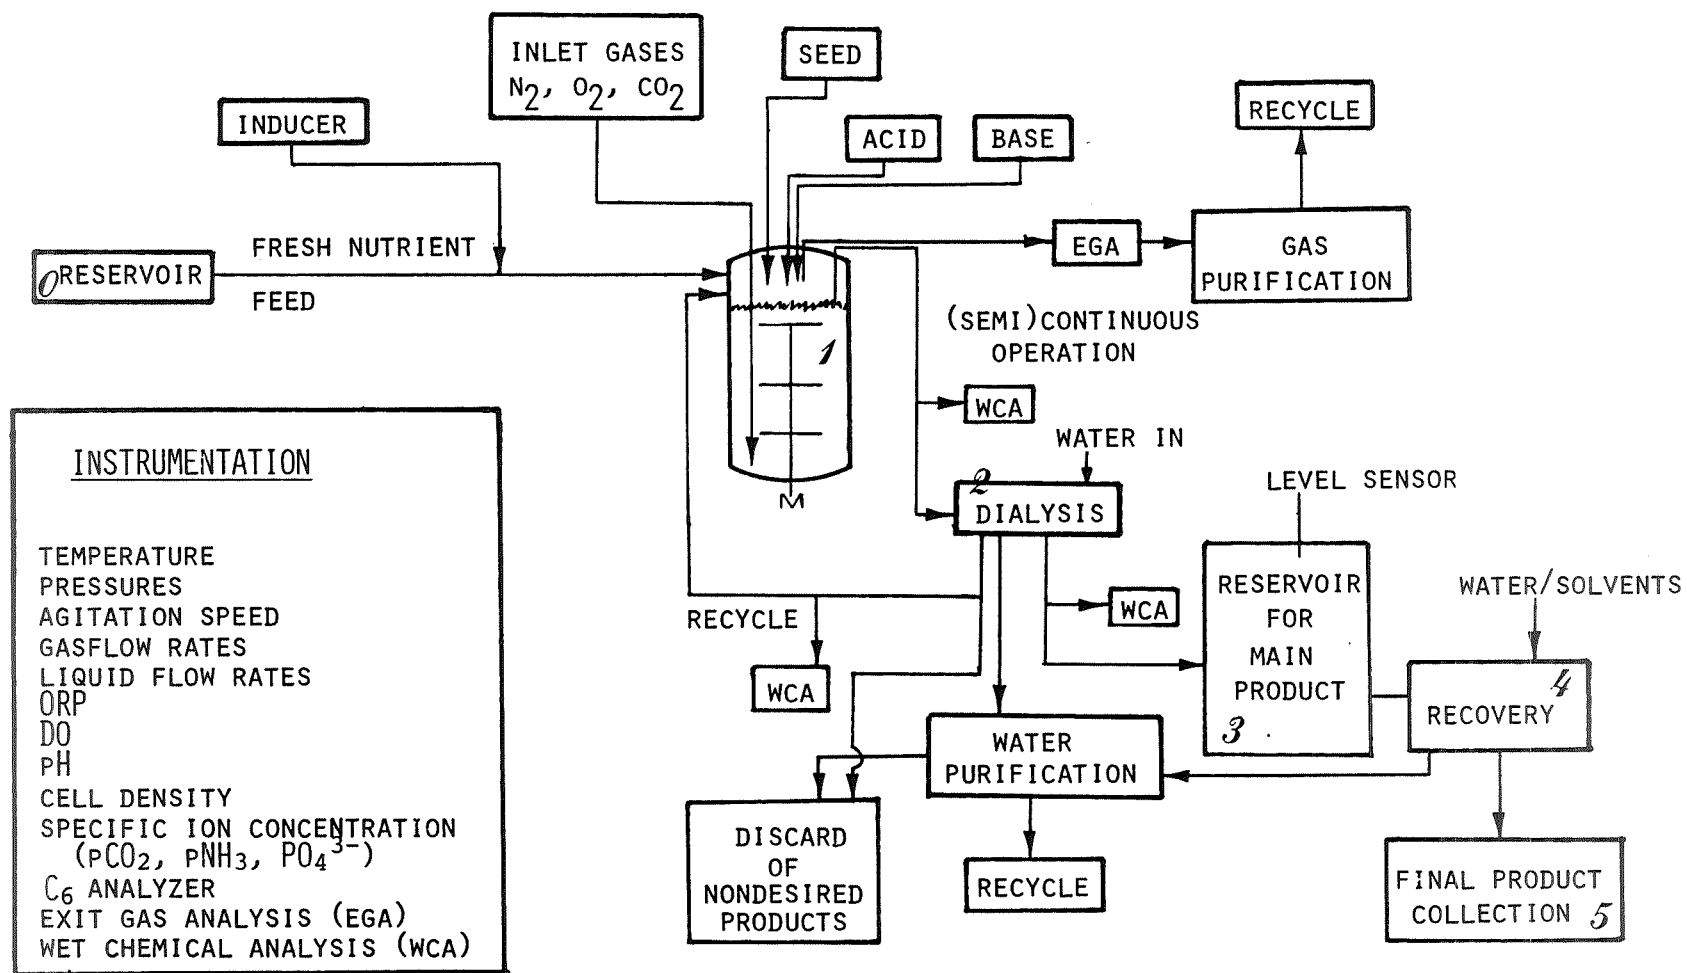 INLET GASES
N2, O2, CO2
SEED
INDUCER
ACID
BASE
RECYCLE
0 RESERVOIR
FRESH NUTRIENT
FEED
EGA
GAS
PURIFICATION
1
(SEMI)CONTINUOUS
OPERATION
WCA
WATER IN
2
DIALYSIS
M
LEVEL SENSOR
RECYCLE
WCA
WCA
RESERVOIR
FOR
MAIN
PRODUCT
3
WATER/SOLVENTS
4
RECOVERY
WATER
PURIFICATION
DISCARD
OF
NONDESIRED
PRODUCTS
RECYCLE
FINAL PRODUCT
COLLECTION 5
INSTRUMENTATION
TEMPERATURE
PRESSURES
AGITATION SPEED
GASFLOW RATES
LIQUID FLOW RATES
ORP
DO
pH
CELL DENSITY
SPECIFIC ION CONCENTRATION
(pCO2, pNH3, PO4 3-)
C6 ANALYZER
EXIT GAS ANALYSIS (EGA)
WET CHEMICAL ANALYSIS (WCA)